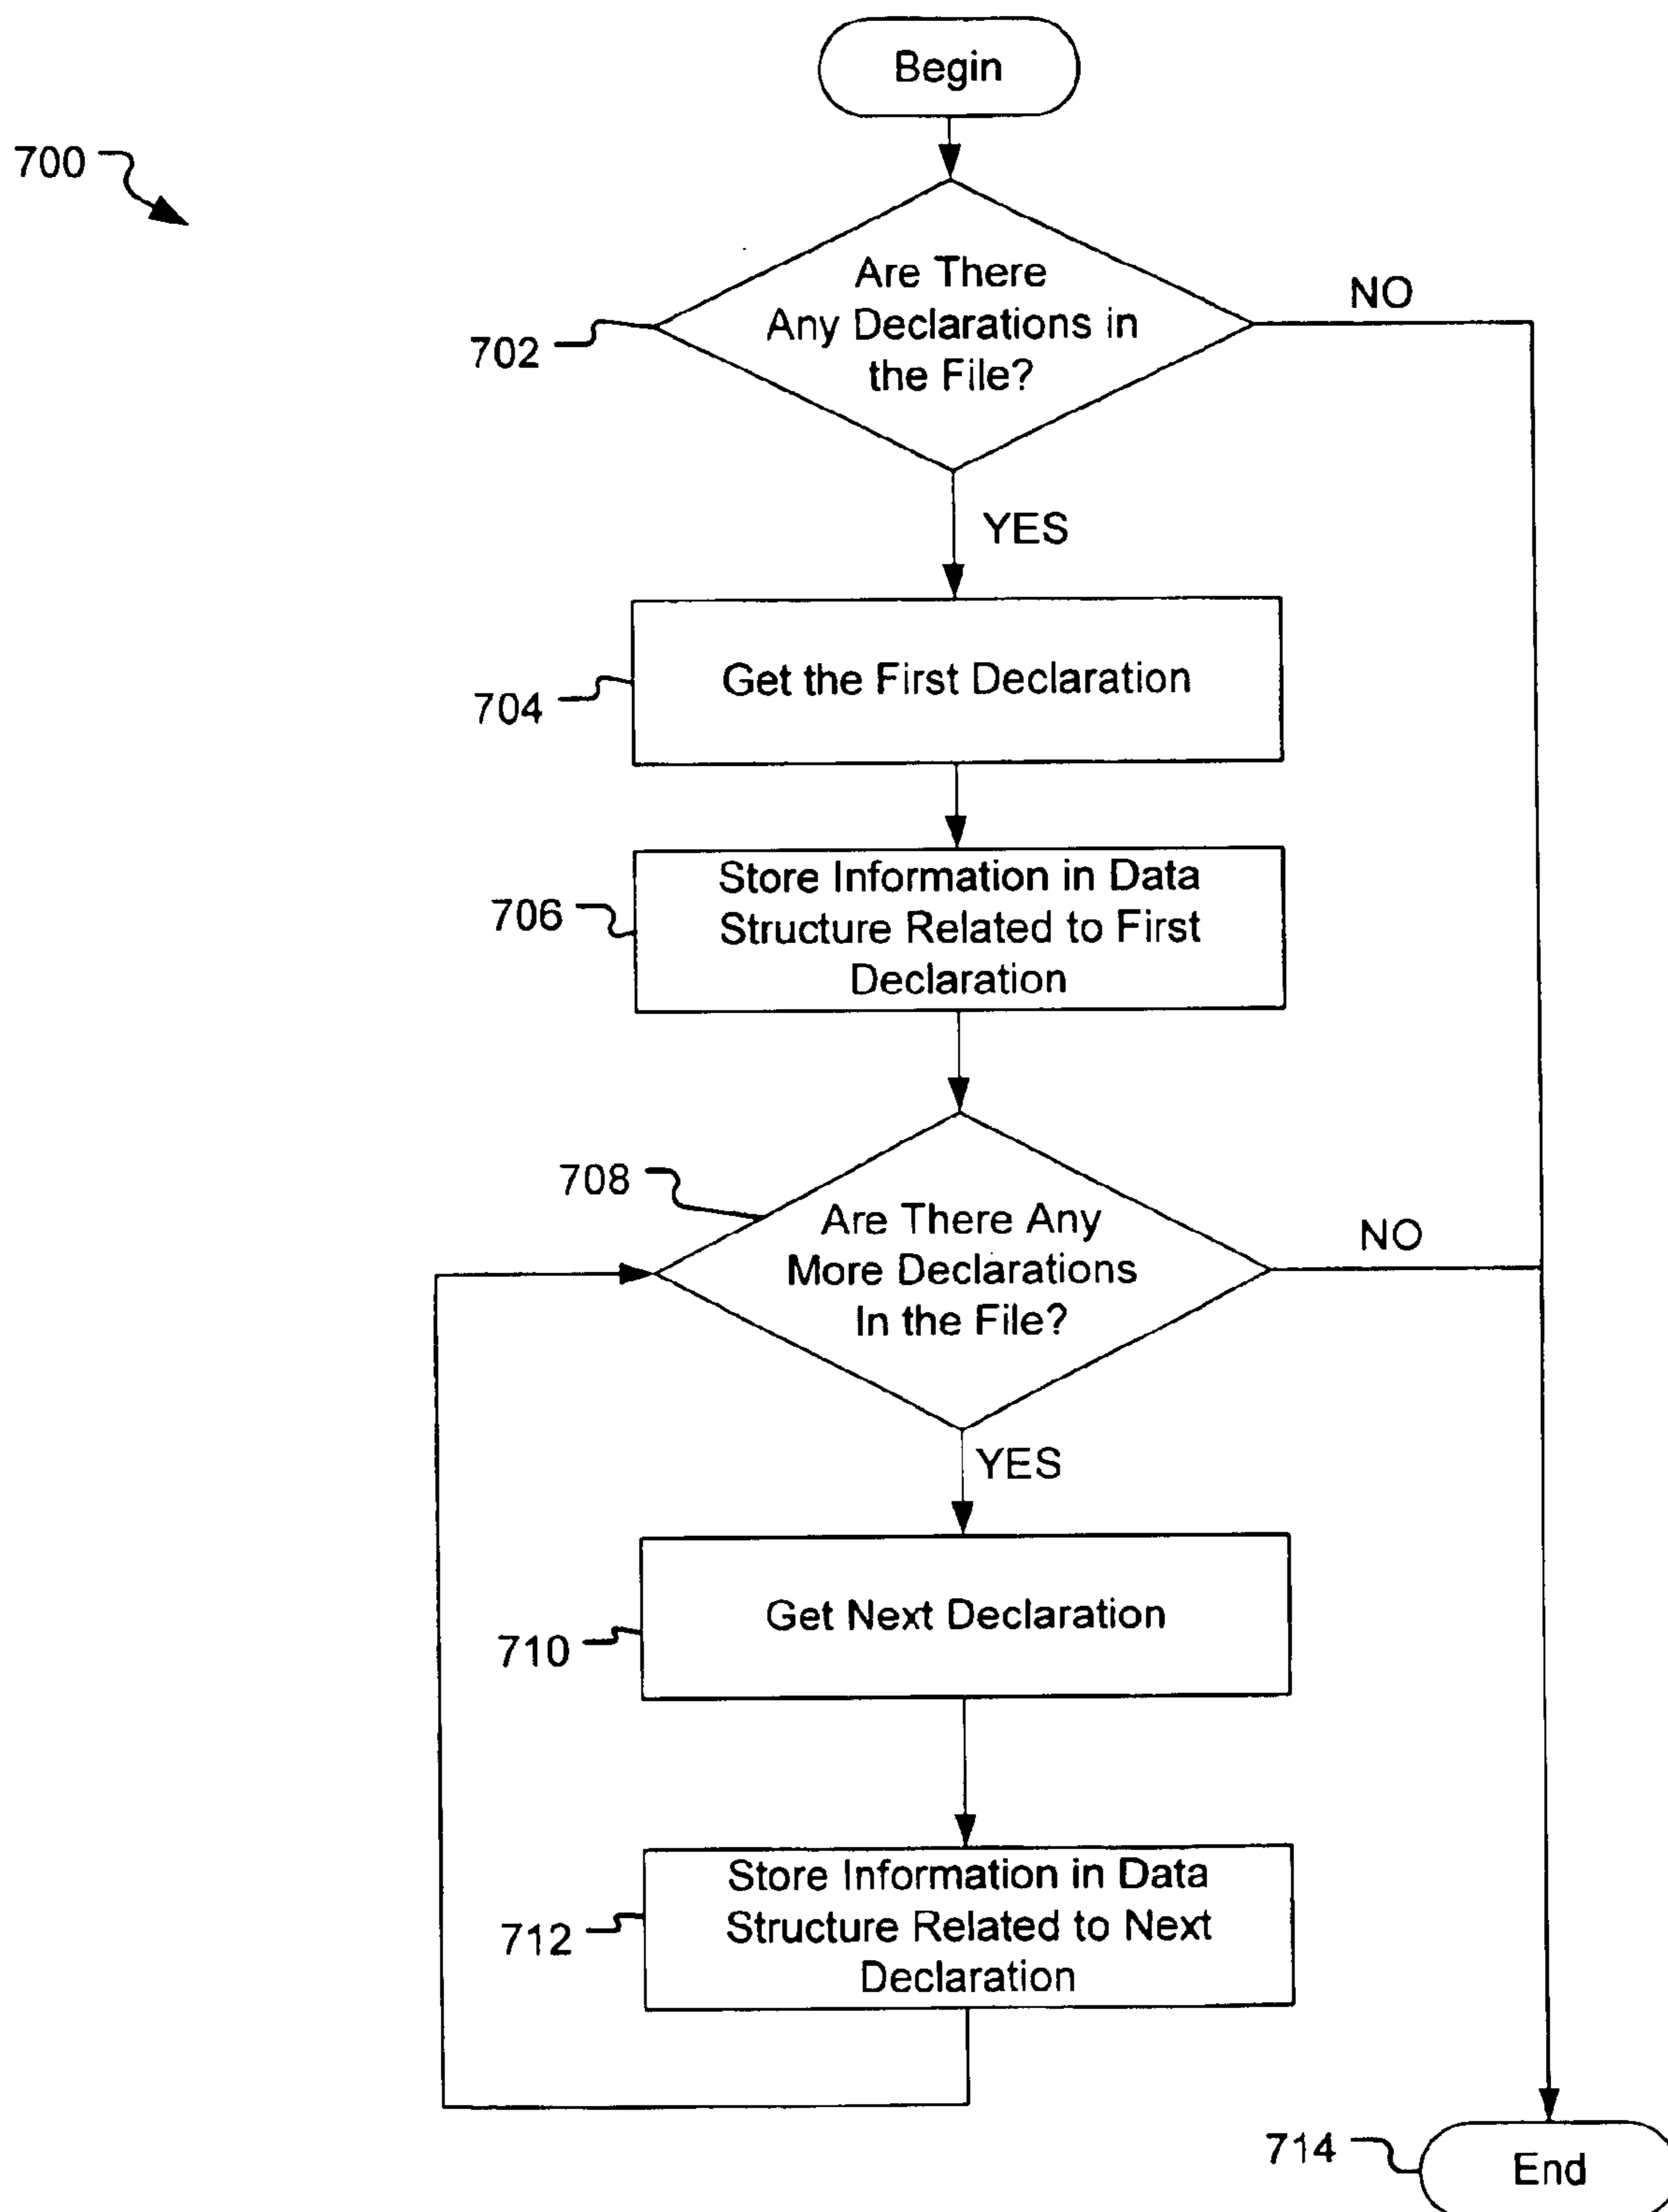 Begin
700
Are There
Any Declarations in
the File?
NO
702
YES
Get the First Declaration
704
Store Information in Data
Structure Related to First
Declaration
706
708
Are There Any
More Declarations
In the File?
NO
YES
Get Next Declaration
710
Store Information in Data
Structure Related to Next
Declaration
712
714
End